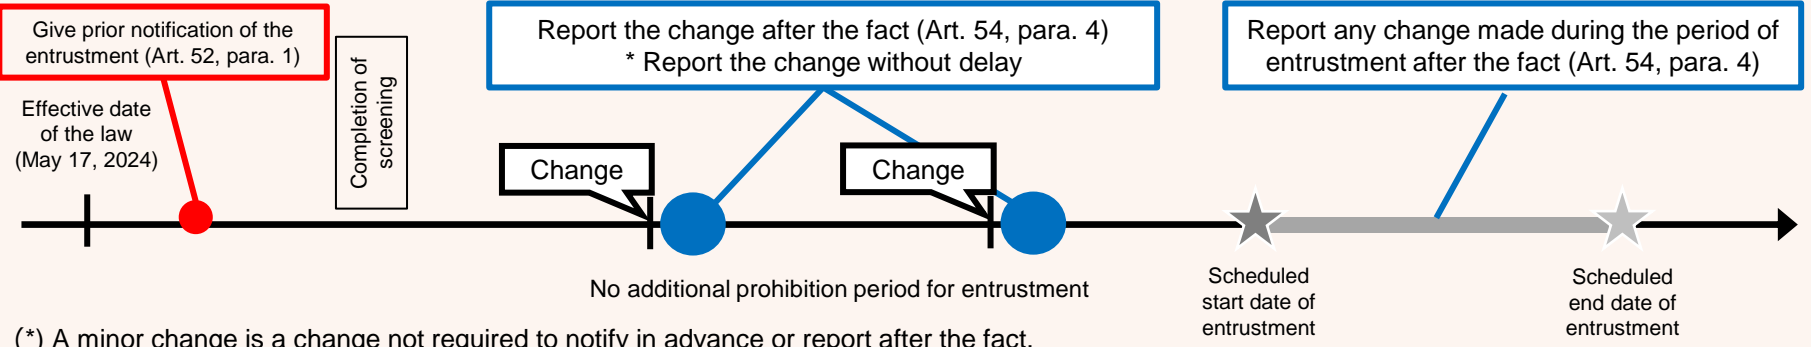 Give prior notification of the
entrustment (Art. 52, para. 1)
Effective date
of the law
(May 17, 2024)
Completion of
screening
Report the change after the fact (Art. 54, para. 4)
* Report the change without delay
Change
Change
No additional prohibition period for entrustment
Report any change made during the period of
entrustment after the fact (Art. 54, para. 4)
Scheduled
start date of
entrustment
Scheduled
end date of
entrustment
(*) A minor change is a change not required to notify in advance or report after the fact.